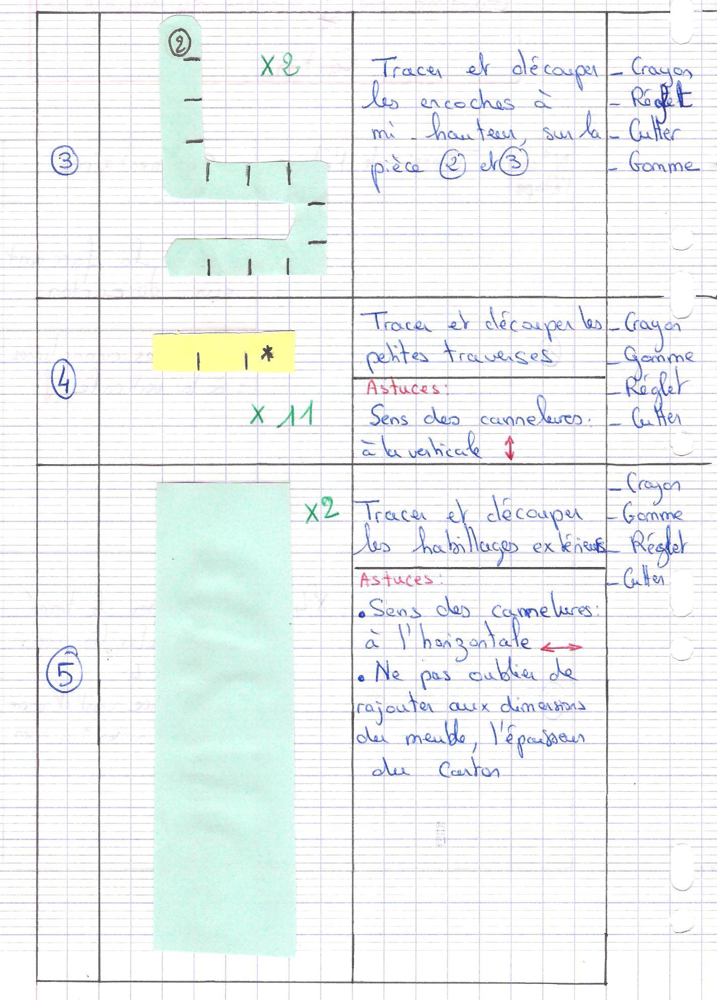 3
2
X2
Tracer et découper
les encoches à
mi-hauteur, sur la
pièce 2 et 3
- Crayon
- Réglet
- Cutter
- Gomme
4
*
X 11
Tracer et découper les
petites traverses
Astuces:
Sens des cannelures:
à la verticale ↕
- Crayon
- Gomme
- Réglet
- Cutter
5
X2
Tracer et découper
les habillages extérieurs
Astuces:
• Sens des cannelures:
à l'horizontale ↔
• Ne pas oublier de
rajouter aux dimensions
du meuble, l'épaisseur
du Carton
- Crayon
- Gomme
- Réglet
- Cutter